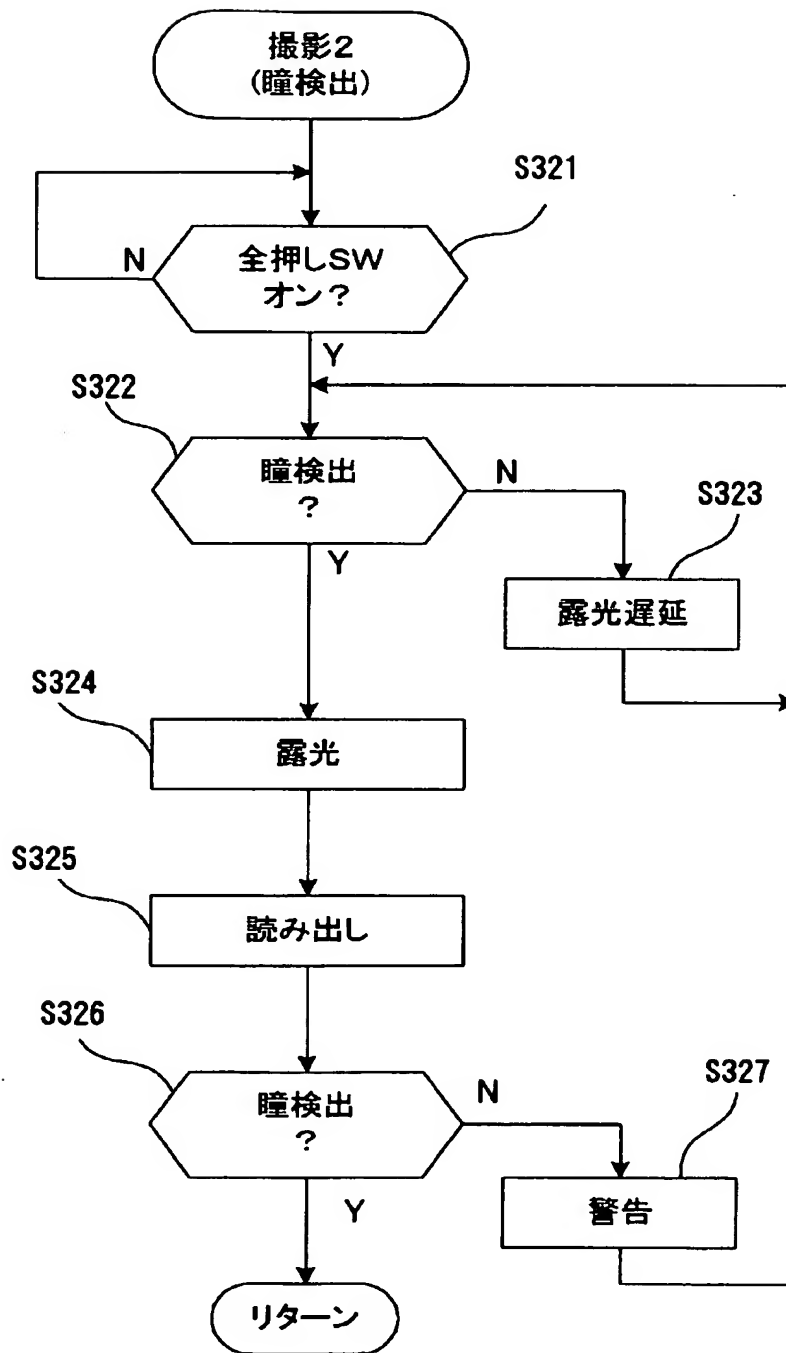 撮影2
(瞳検出)
S321
N
全押しSW
オン?
Y
S322
瞳検出
?
N
S323
Y
露光遅延
S324
露光
S325
読み出し
S326
瞳検出
?
N
S327
Y
警告
リターン